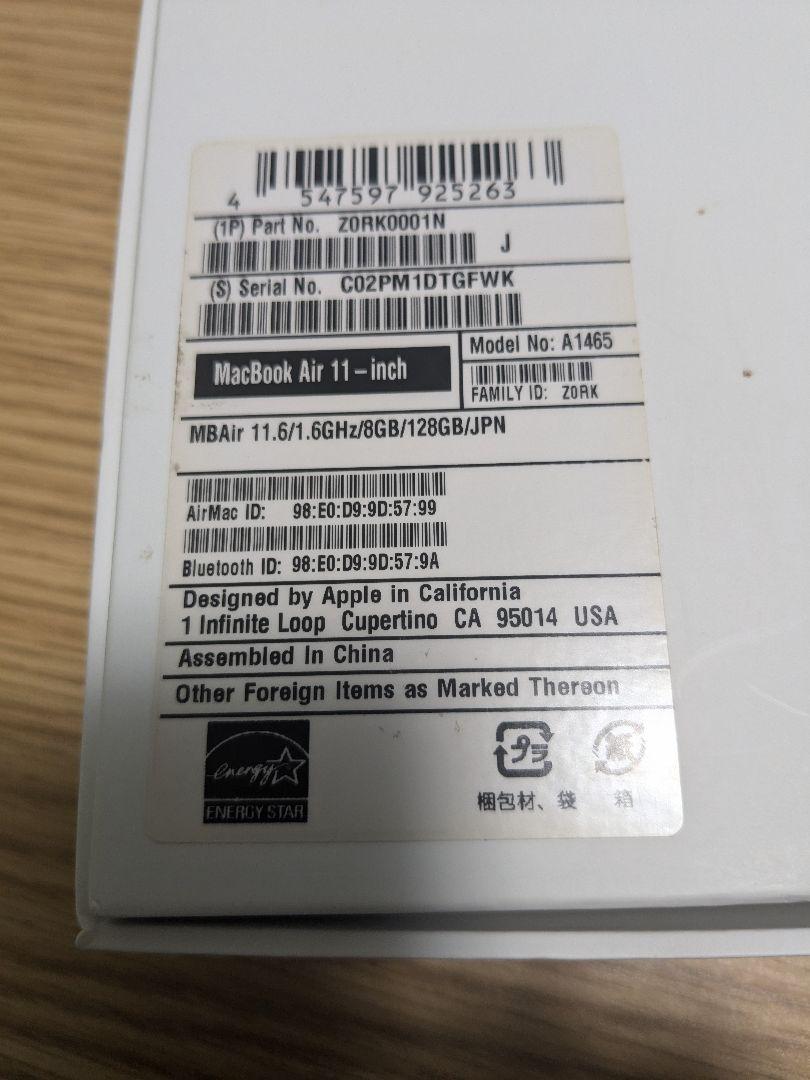 4 547597 925263
(1P) Part No. Z0RK0001N
J
(S) Serial No. C02PM1DTGFWK
MacBook Air 11-inch
Model No: A1465
FAMILY ID: Z0RK
MBAir 11.6/1.6GHz/8GB/128GB/JPN
AirMac ID: 98:E0:D9:9D:57:99
Bluetooth ID: 98:E0:D9:9D:57:9A
Designed by Apple in California
1 Infinite Loop Cupertino CA 95014 USA
Assembled In China
Other Foreign Items as Marked Thereon
energy
ENERGY STAR
プラ
紙
梱包材、袋
箱